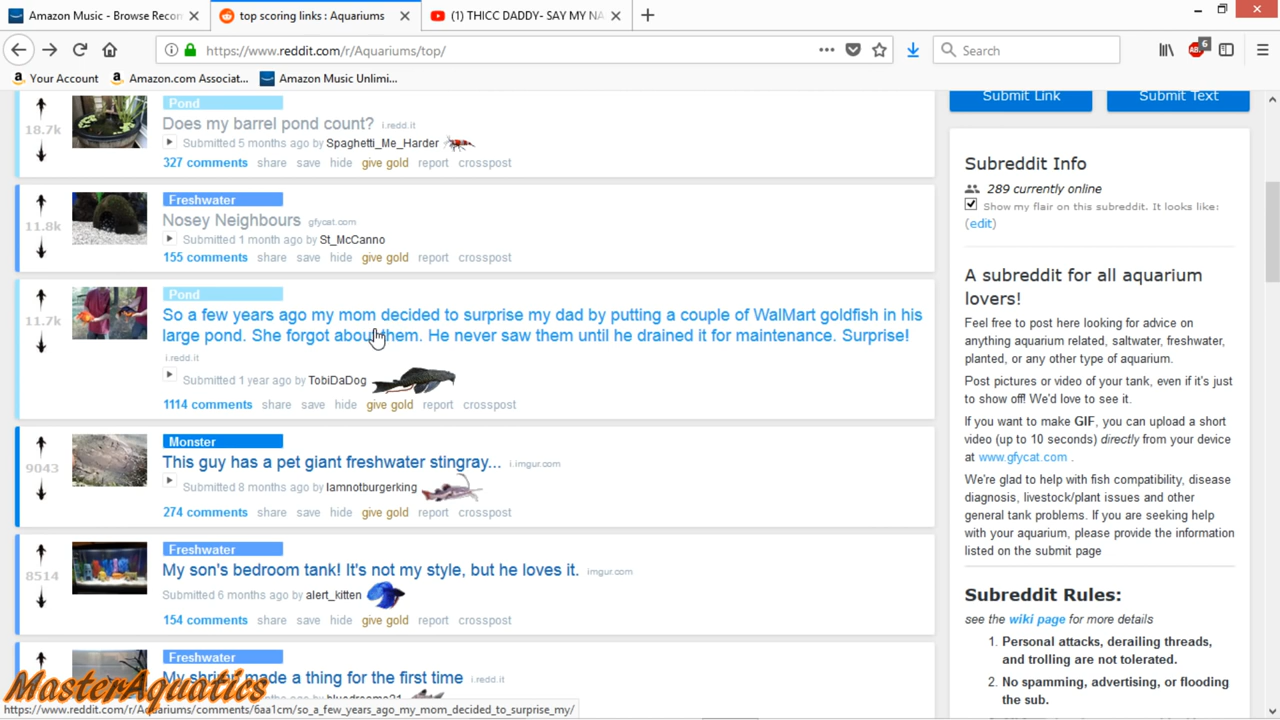 Amazon Music - Browse Recom
top scoring links : Aquariums
(1) THICC DADDY- SAY MY NA
https://www.reddit.com/r/Aquariums/top/
Search
6
Your Account
Amazon.com Associat...
Amazon Music Unlimi...
Pond
18.7k
Does my barrel pond count? i.redd.it
Submitted 5 months ago by Spaghetti_Me_Harder
327 comments share save hide give gold report crosspost
Freshwater
11.8k
Nosey Neighbours gfycat.com
Submitted 1 month ago by St_McCanno
155 comments share save hide give gold report crosspost
Pond
11.7k
So a few years ago my mom decided to surprise my dad by putting a couple of WalMart goldfish in his
large pond. She forgot about them. He never saw them until he drained it for maintenance. Surprise!
i.redd.it
Submitted 1 year ago by TobiDaDog
1114 comments share save hide give gold report crosspost
Monster
9043
This guy has a pet giant freshwater stingray... i.imgur.com
Submitted 8 months ago by Iamnotburgerking
274 comments share save hide give gold report crosspost
Freshwater
8514
My son's bedroom tank! It's not my style, but he loves it. imgur.com
Submitted 6 months ago by alert_kitten
154 comments share save hide give gold report crosspost
Freshwater
My shrimp made a thing for the first time i.redd.it
MasterAquatics
https://www.reddit.com/r/Aquariums/comments/6aa1cm/so_a_few_years_ago_my_mom_decided_to_surprise_my/
Submit Link
Submit Text
Subreddit Info
289 currently online
Show my flair on this subreddit. It looks like:
(edit)
A subreddit for all aquarium
lovers!
Feel free to post here looking for advice on
anything aquarium related, saltwater, freshwater,
planted, or any other type of aquarium.
Post pictures or video of your tank, even if it's just
to show off! We'd love to see it.
If you want to make GIF, you can upload a short
video (up to 10 seconds) directly from your device
at www.gfycat.com .
We're glad to help with fish compatibility, disease
diagnosis, livestock/plant issues and other
general tank problems. If you are seeking help
with your aquarium, please provide the information
listed on the submit page
Subreddit Rules:
see the wiki page for more details
1. Personal attacks, derailing threads,
and trolling are not tolerated.
2. No spamming, advertising, or flooding
the sub.